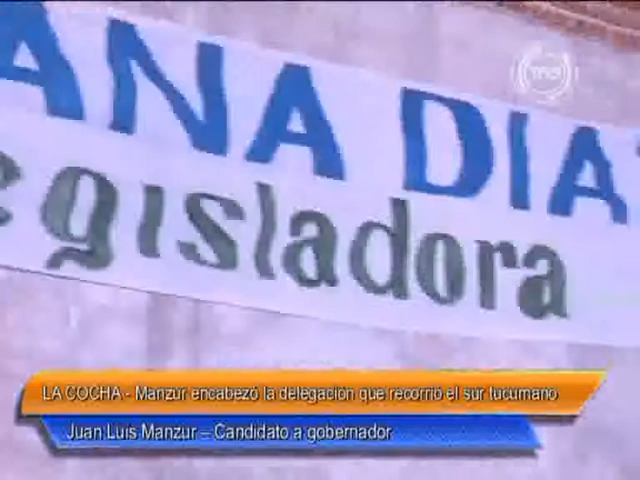 ANA DIA
egisladora
LA COCHA - Manzur encabezó la delegación que recorrió el sur tucumano
Juan Luis Manzur – Candidato a gobernador